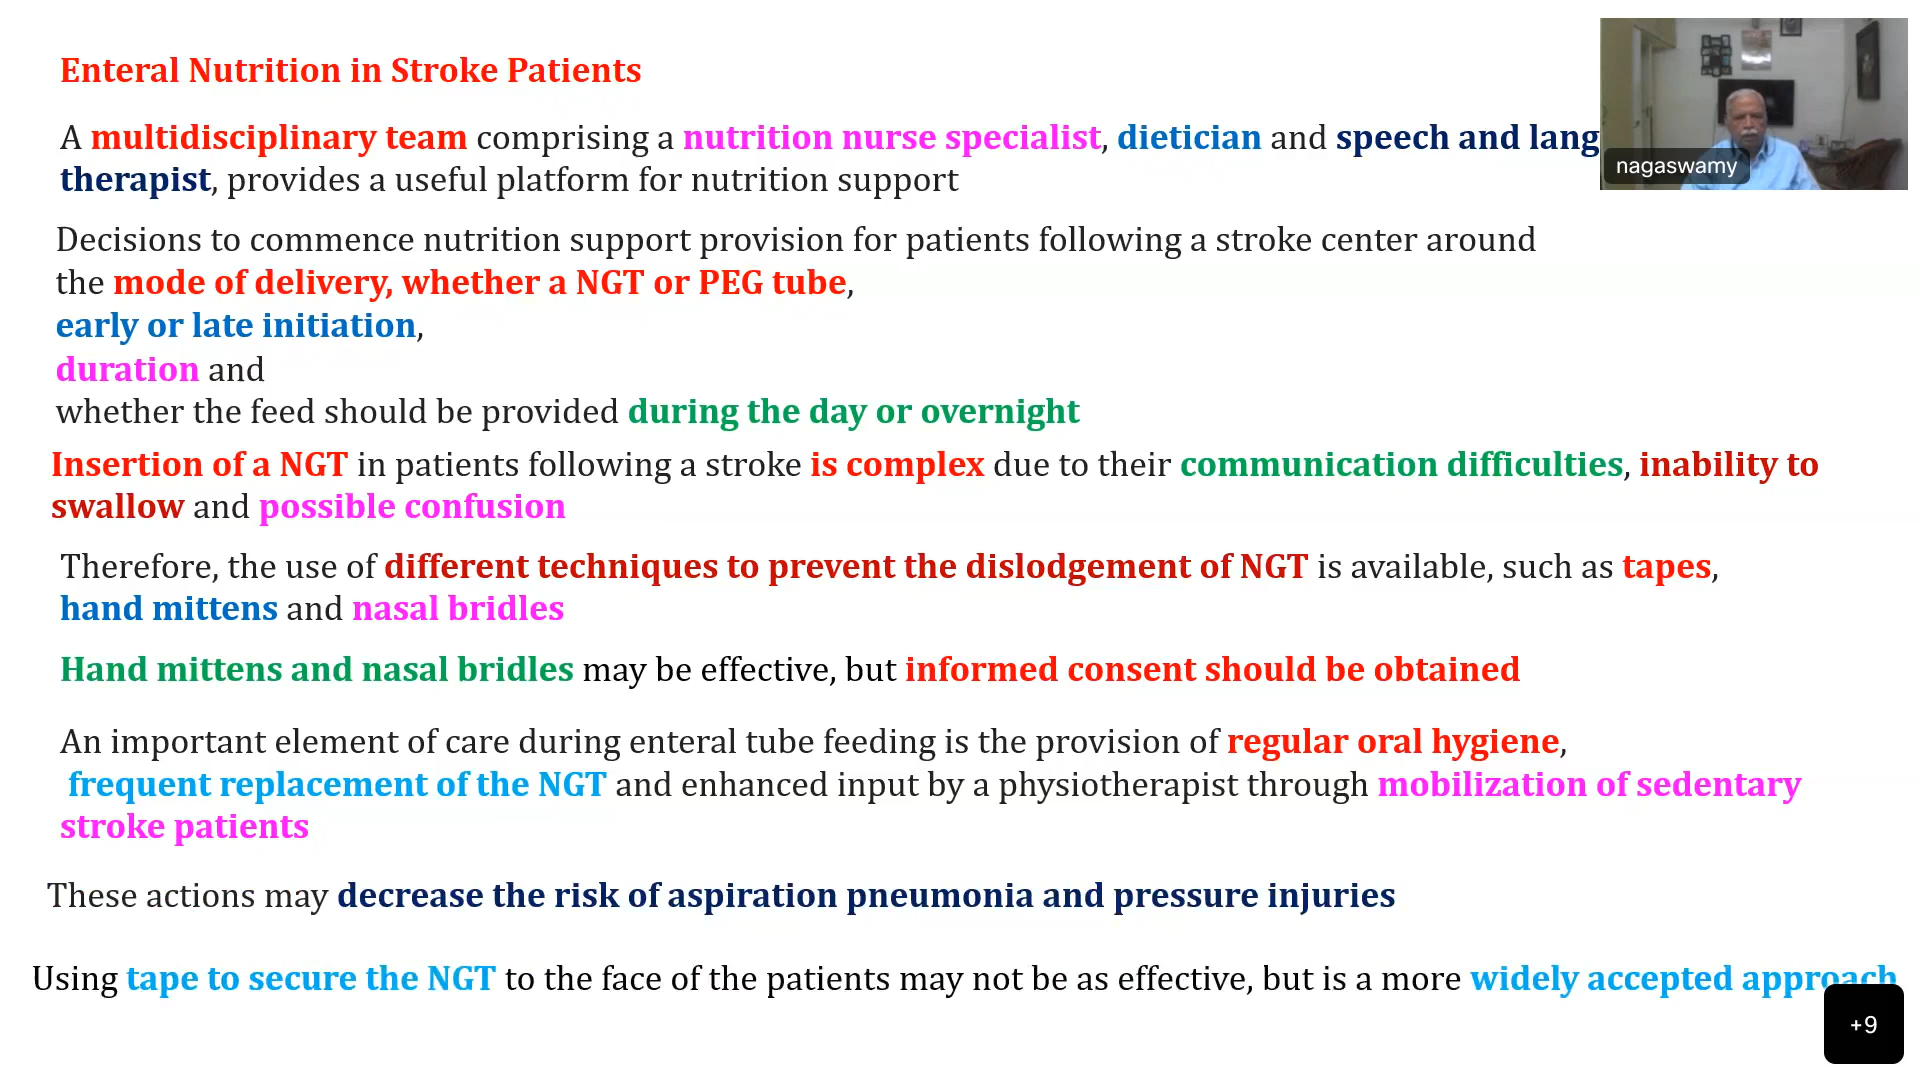 Enteral Nutrition in Stroke Patients
A multidisciplinary team comprising a nutrition nurse specialist, dietician and speech and lang
therapist, provides a useful platform for nutrition support
nagaswamy
Decisions to commence nutrition support provision for patients following a stroke center around
the mode of delivery, whether a NGT or PEG tube,
early or late initiation,
duration and
whether the feed should be provided during the day or overnight
Insertion of a NGT in patients following a stroke is complex due to their communication difficulties, inability to
swallow and possible confusion
Therefore, the use of different techniques to prevent the dislodgement of NGT is available, such as tapes,
hand mittens and nasal bridles
Hand mittens and nasal bridles may be effective, but informed consent should be obtained
An important element of care during enteral tube feeding is the provision of regular oral hygiene,
frequent replacement of the NGT and enhanced input by a physiotherapist through mobilization of sedentary
stroke patients
These actions may decrease the risk of aspiration pneumonia and pressure injuries
Using tape to secure the NGT to the face of the patients may not be as effective, but is a more widely accepted approach
+9